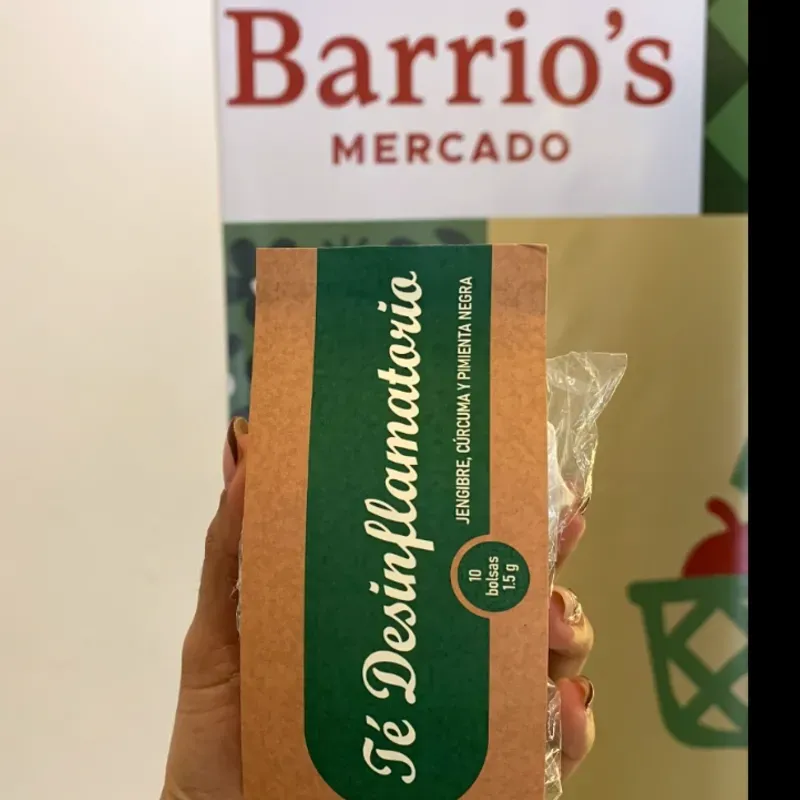 Barrio's
MERCADO
Té Desinflamatorio
JENGIBRE, CÚRCUMA Y PIMIENTA NEGRA
10
bolsas
1.5 g